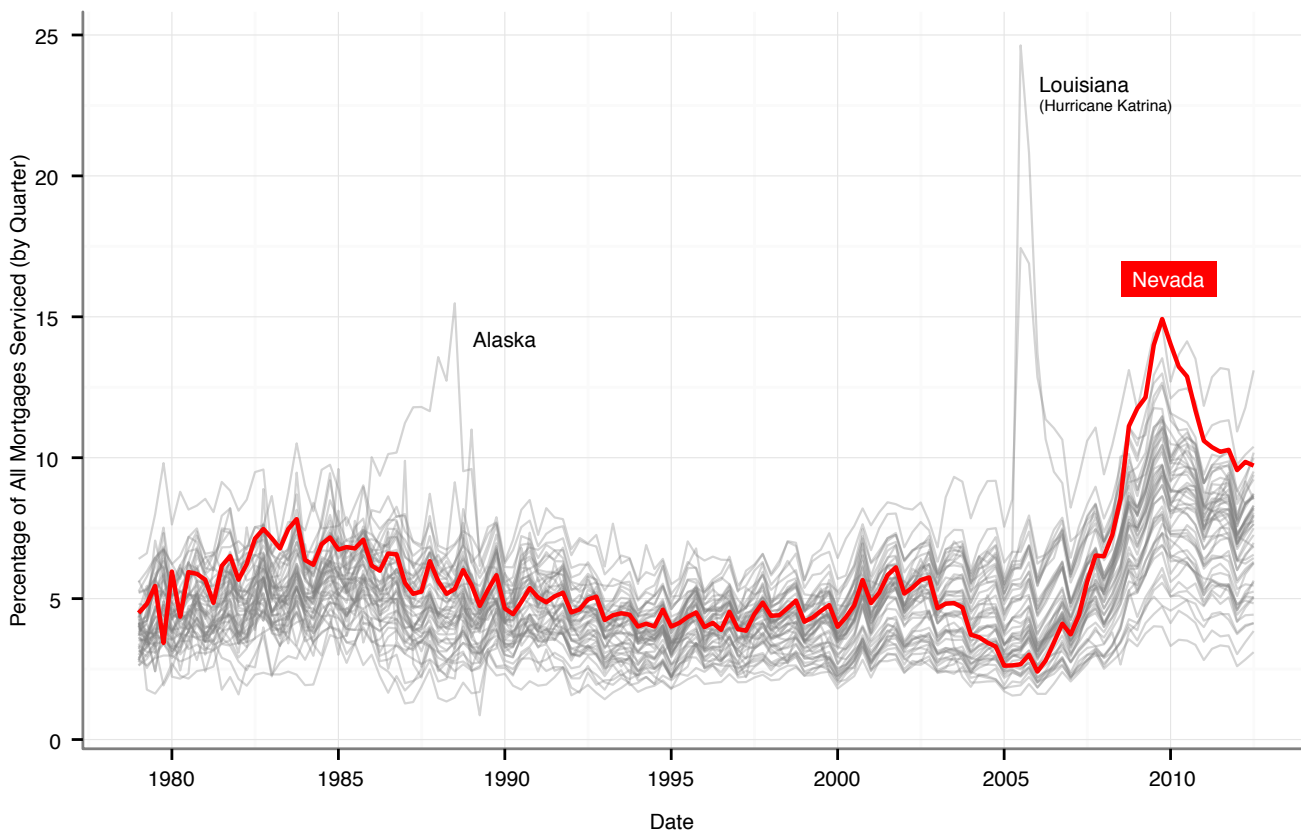 Percentage of All Mortgages Serviced (by Quarter)
25
20
15
10
5
0
Louisiana
(Hurricane Katrina)
Nevada
Alaska
1980
1985
1990
1995
2000
2005
2010
Date